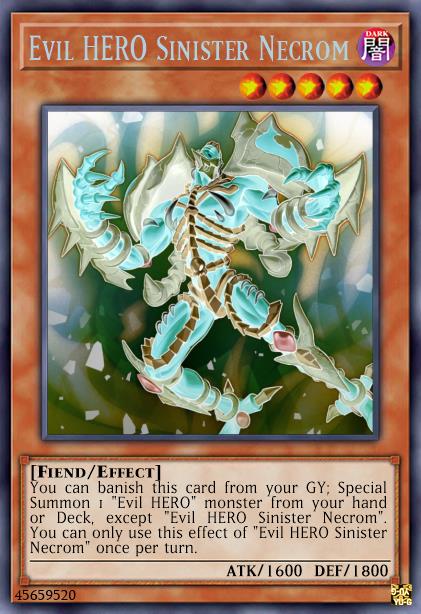 Evil HERO Sinister Necrom
DARK
闇
[Fiend/Effect]
You can banish this card from your GY; Special
Summon 1 "Evil HERO" monster from your hand
or Deck, except "Evil HERO Sinister Necrom".
You can only use this effect of "Evil HERO Sinister
Necrom" once per turn.
ATK/1600 DEF/1800
45659520